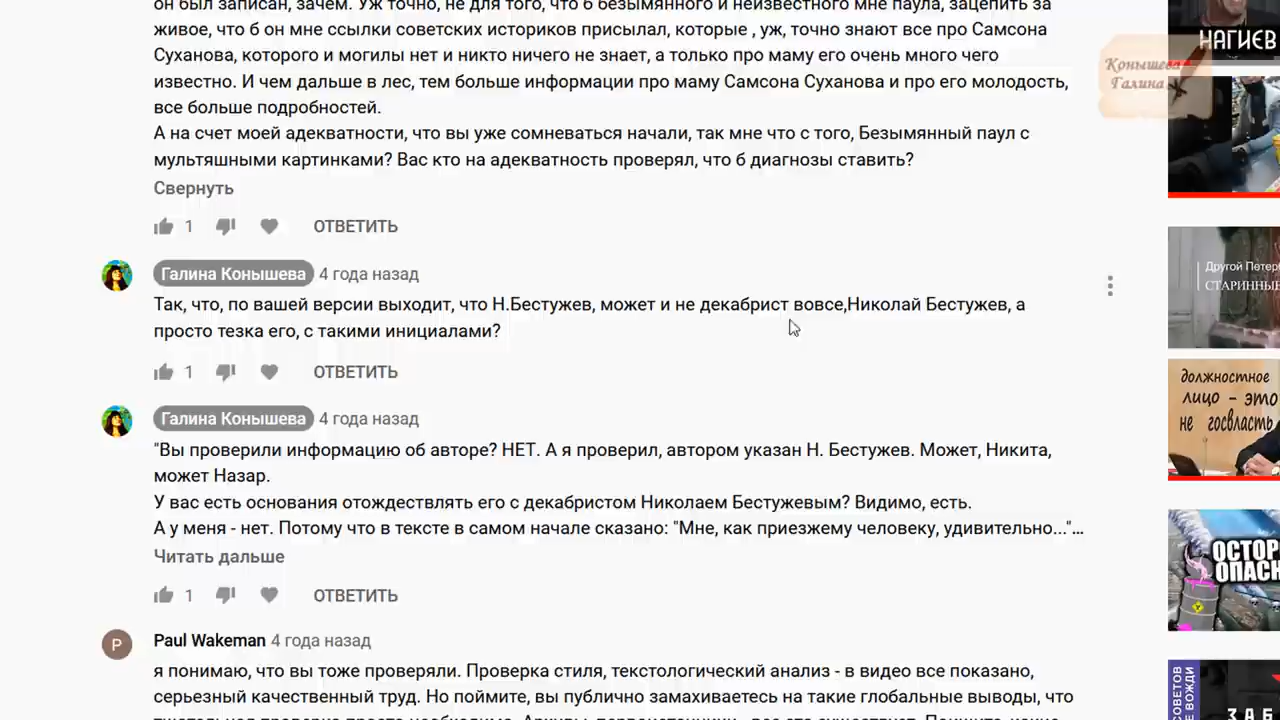 он был записан, зачем. Уж точно, не для того, что б безымянного и неизвестного мне паула, зацепить за
живое, что б он мне ссылки советских историков присылал, которые , уж, точно знают все про Самсона
Суханова, которого и могилы нет и никто ничего не знает, а только про маму его очень много чего
известно. И чем дальше в лес, тем больше информации про маму Самсона Суханова и про его молодость,
все больше подробностей.
А на счет моей адекватности, что вы уже сомневаться начали, так мне что с того, Безымянный паул с
мультяшными картинками? Вас кто на адекватность проверял, что б диагнозы ставить?
Свернуть
1 ОТВЕТИТЬ
Галина Конышева 4 года назад
Так, что, по вашей версии выходит, что Н.Бестужев, может и не декабрист вовсе,Николай Бестужев, а
просто тезка его, с такими инициалами?
1 ОТВЕТИТЬ
Галина Конышева 4 года назад
"Вы проверили информацию об авторе? НЕТ. А я проверил, автором указан Н. Бестужев. Может, Никита,
может Назар.
У вас есть основания отождествлять его с декабристом Николаем Бестужевым? Видимо, есть.
А у меня - нет. Потому что в тексте в самом начале сказано: "Мне, как приезжему человеку, удивительно..."...
Читать дальше
1 ОТВЕТИТЬ
P
Paul Wakeman 4 года назад
я понимаю, что вы тоже проверяли. Проверка стиля, текстологический анализ - в видео все показано,
серьезный качественный труд. Но поймите, вы публично замахиваетесь на такие глобальные выводы, что
НАГИЕВ
Конышева
Галина
Другой Петер
СТАРИННЫЕ
должностное
лицо - это
не госвласть
ОСТОР
ОПАСН
СОВЕТОВ
Е ВОЖДИ
ЗАБ